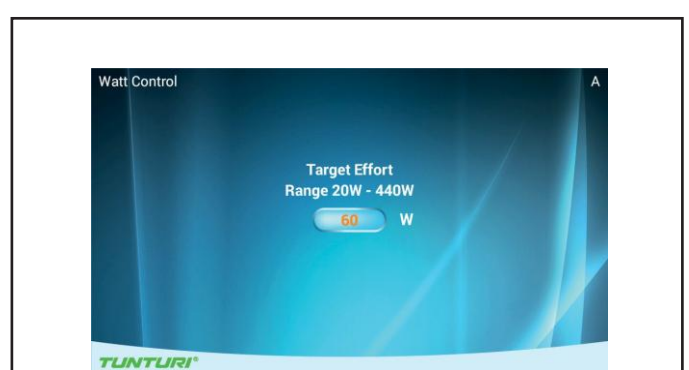 Watt Control
A
Target Effort
Range 20W - 440W
60 W
TUNTURI®